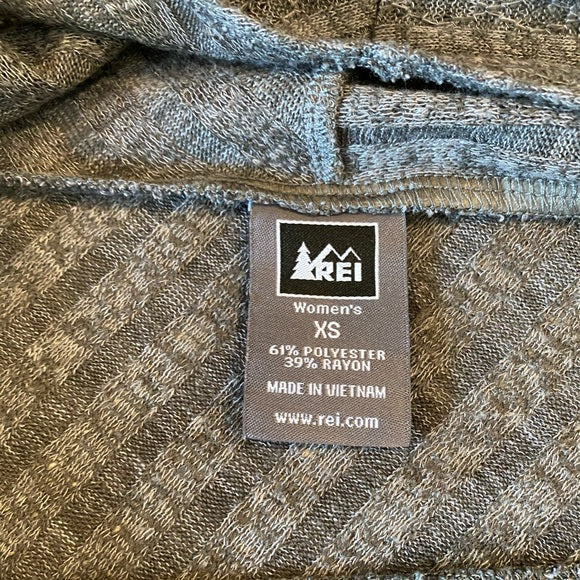 REI
Women's
XS
61% POLYESTER
39% RAYON
MADE IN VIETNAM
www.rei.com